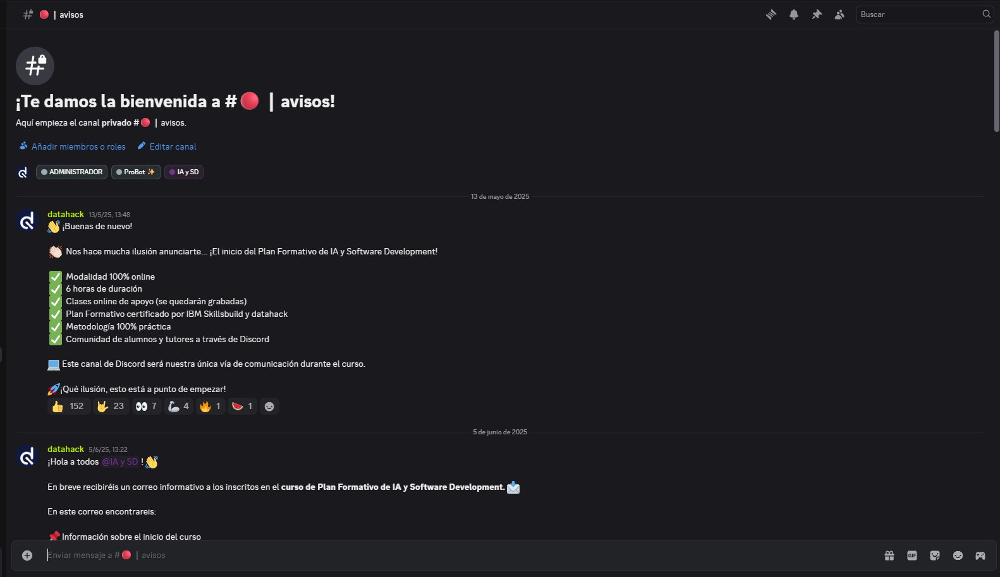 # 🔴 | avisos
Buscar
¡Te damos la bienvenida a #🔴 | avisos!
Aquí empieza el canal privado #🔴 | avisos.
Añadir miembros o roles Editar canal
ADMINISTRADOR ProBot ✨ IA y SD
13 de mayo de 2025
datahack 13/5/25, 13:48
👋 ¡Buenas de nuevo!
👏🏻 Nos hace mucha ilusión anunciarte... ¡El inicio del Plan Formativo de IA y Software Development!
✅ Modalidad 100% online
✅ 6 horas de duración
✅ Clases online de apoyo (se quedarán grabadas)
✅ Plan Formativo certificado por IBM Skillsbuild y datahack
✅ Metodología 100% práctica
✅ Comunidad de alumnos y tutores a través de Discord
💻 Este canal de Discord será nuestra única vía de comunicación durante el curso.
🚀¡Qué ilusión, esto está a punto de empezar!
👍 152 🤟 23 👀 7 🦾 4 🔥 1 🍉 1
5 de junio de 2025
datahack 5/6/25, 13:22
¡Hola a todos @IA y SD ! 👋
En breve recibiréis un correo informativo a los inscritos en el curso de Plan Formativo de IA y Software Development. 📩
En este correo encontrareis:
📌 Información sobre el inicio del curso
Enviar mensaje a #🔴 | avisos
GIF